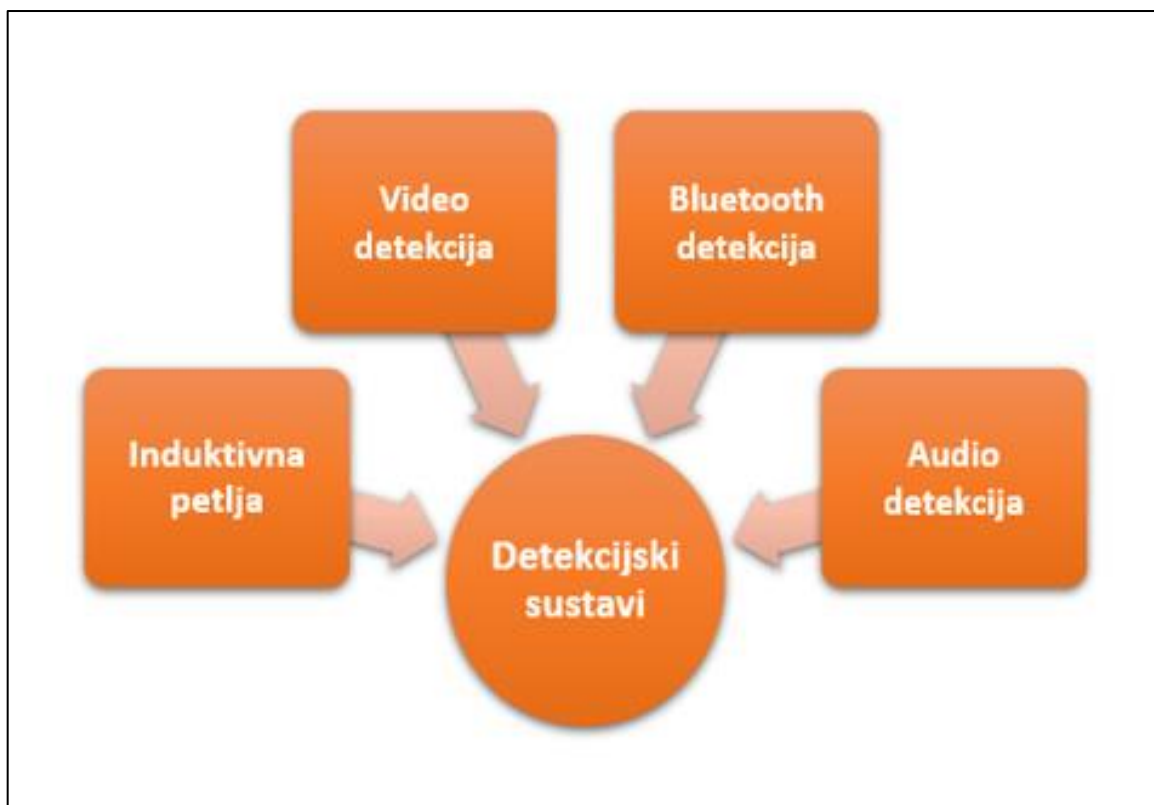 Video
detekcija
Bluetooth
detekcija
Induktivna
petlja
Audio
detekcija
Detekcijski
sustavi